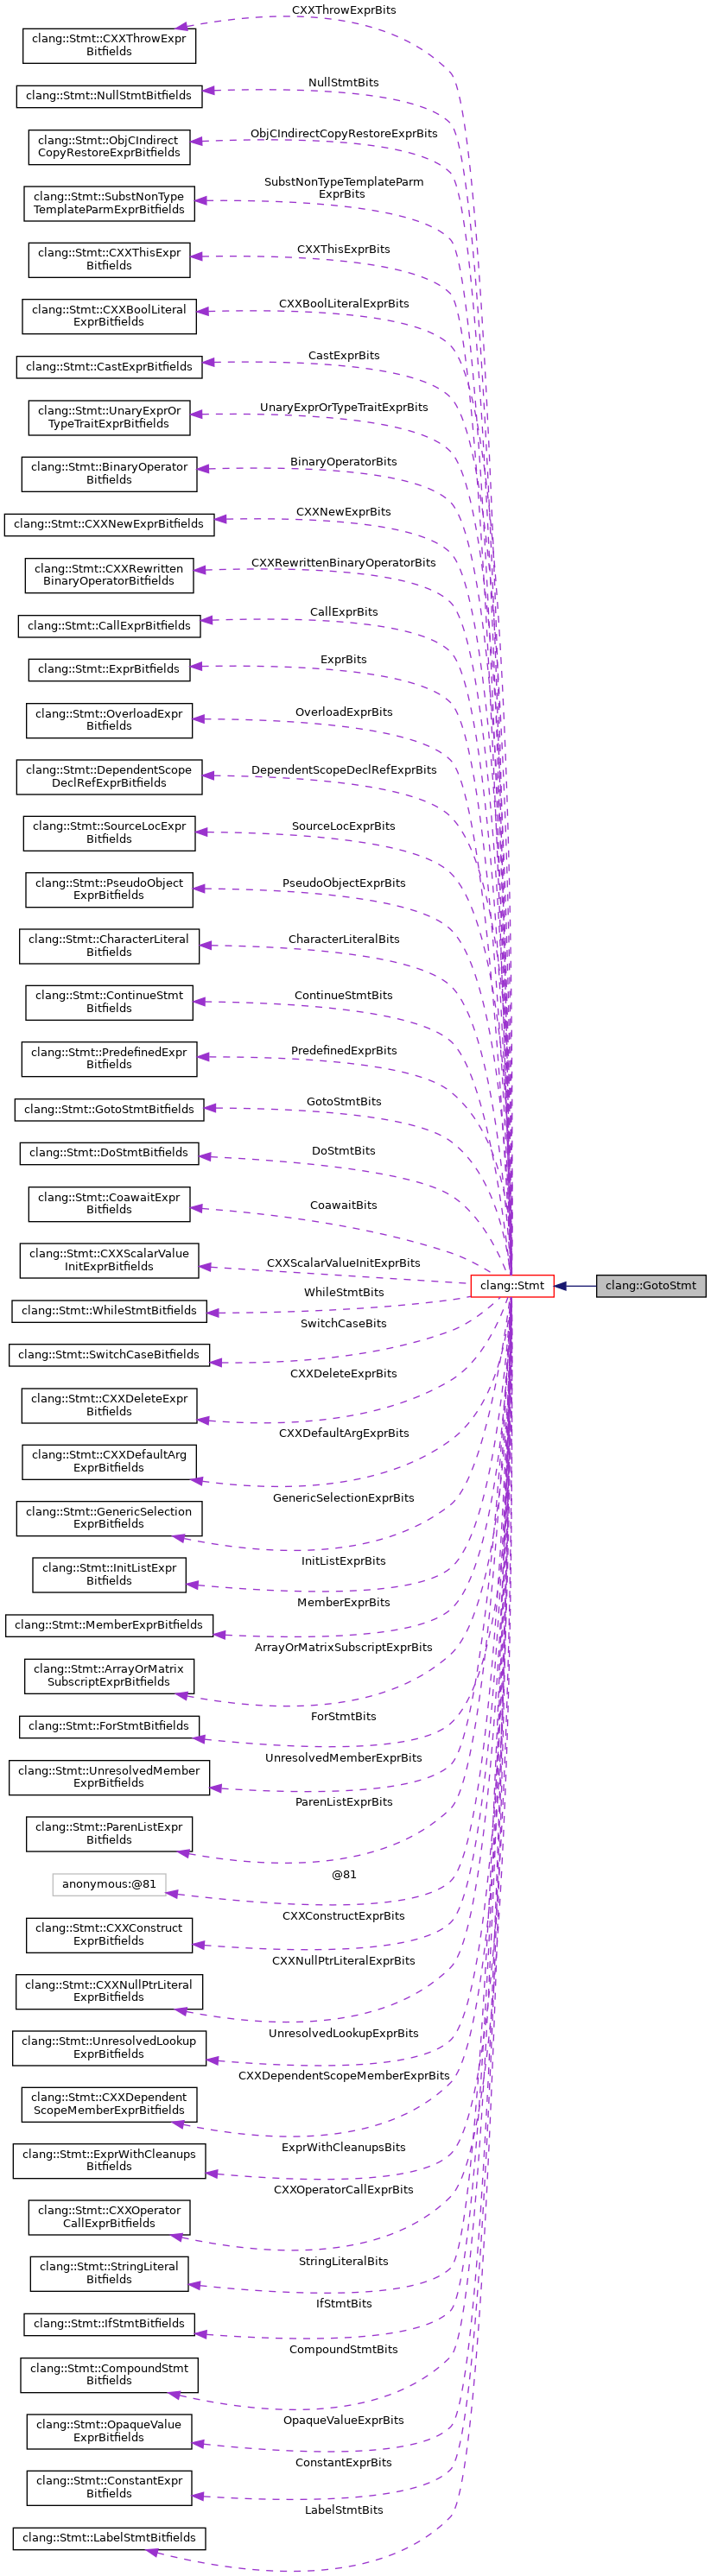 CXXThrowExprBits
clang::Stmt::CXXThrowExpr
Bitfields
NullStmtBits
clang::Stmt::NullStmtBitfields
ObjCIndirectCopyRestoreExprBits
clang::Stmt::ObjCIndirect
CopyRestoreExprBitfields
SubstNonTypeTemplateParm
ExprBits
clang::Stmt::SubstNonType
TemplateParmExprBitfields
CXXThisExprBits
clang::Stmt::CXXThisExpr
Bitfields
CXXBoolLiteralExprBits
clang::Stmt::CXXBoolLiteral
ExprBitfields
CastExprBits
clang::Stmt::CastExprBitfields
UnaryExprOrTypeTraitExprBits
clang::Stmt::UnaryExprOr
TypeTraitExprBitfields
BinaryOperatorBits
clang::Stmt::BinaryOperator
Bitfields
CXXNewExprBits
clang::Stmt::CXXNewExprBitfields
CXXRewrittenBinaryOperatorBits
clang::Stmt::CXXRewritten
BinaryOperatorBitfields
CallExprBits
clang::Stmt::CallExprBitfields
ExprBits
clang::Stmt::ExprBitfields
OverloadExprBits
clang::Stmt::OverloadExpr
Bitfields
DependentScopeDeclRefExprBits
clang::Stmt::DependentScope
DeclRefExprBitfields
SourceLocExprBits
clang::Stmt::SourceLocExpr
Bitfields
PseudoObjectExprBits
clang::Stmt::PseudoObject
ExprBitfields
CharacterLiteralBits
clang::Stmt::CharacterLiteral
Bitfields
ContinueStmtBits
clang::Stmt::ContinueStmt
Bitfields
PredefinedExprBits
clang::Stmt::PredefinedExpr
Bitfields
GotoStmtBits
clang::Stmt::GotoStmtBitfields
DoStmtBits
clang::Stmt::DoStmtBitfields
CoawaitBits
clang::Stmt::CoawaitExpr
Bitfields
CXXScalarValueInitExprBits
clang::Stmt::CXXScalarValue
InitExprBitfields
clang::Stmt
clang::GotoStmt
WhileStmtBits
clang::Stmt::WhileStmtBitfields
SwitchCaseBits
clang::Stmt::SwitchCaseBitfields
CXXDeleteExprBits
clang::Stmt::CXXDeleteExpr
Bitfields
CXXDefaultArgExprBits
clang::Stmt::CXXDefaultArg
ExprBitfields
GenericSelectionExprBits
clang::Stmt::GenericSelection
ExprBitfields
InitListExprBits
clang::Stmt::InitListExpr
Bitfields
MemberExprBits
clang::Stmt::MemberExprBitfields
ArrayOrMatrixSubscriptExprBits
clang::Stmt::ArrayOrMatrix
SubscriptExprBitfields
ForStmtBits
clang::Stmt::ForStmtBitfields
UnresolvedMemberExprBits
clang::Stmt::UnresolvedMember
ExprBitfields
ParenListExprBits
clang::Stmt::ParenListExpr
Bitfields
@81
anonymous:@81
CXXConstructExprBits
clang::Stmt::CXXConstruct
ExprBitfields
CXXNullPtrLiteralExprBits
clang::Stmt::CXXNullPtrLiteral
ExprBitfields
UnresolvedLookupExprBits
clang::Stmt::UnresolvedLookup
ExprBitfields
CXXDependentScopeMemberExprBits
clang::Stmt::CXXDependent
ScopeMemberExprBitfields
ExprWithCleanupsBits
clang::Stmt::ExprWithCleanups
Bitfields
CXXOperatorCallExprBits
clang::Stmt::CXXOperator
CallExprBitfields
StringLiteralBits
clang::Stmt::StringLiteral
Bitfields
IfStmtBits
clang::Stmt::IfStmtBitfields
CompoundStmtBits
clang::Stmt::CompoundStmt
Bitfields
OpaqueValueExprBits
clang::Stmt::OpaqueValue
ExprBitfields
ConstantExprBits
clang::Stmt::ConstantExpr
Bitfields
LabelStmtBits
clang::Stmt::LabelStmtBitfields